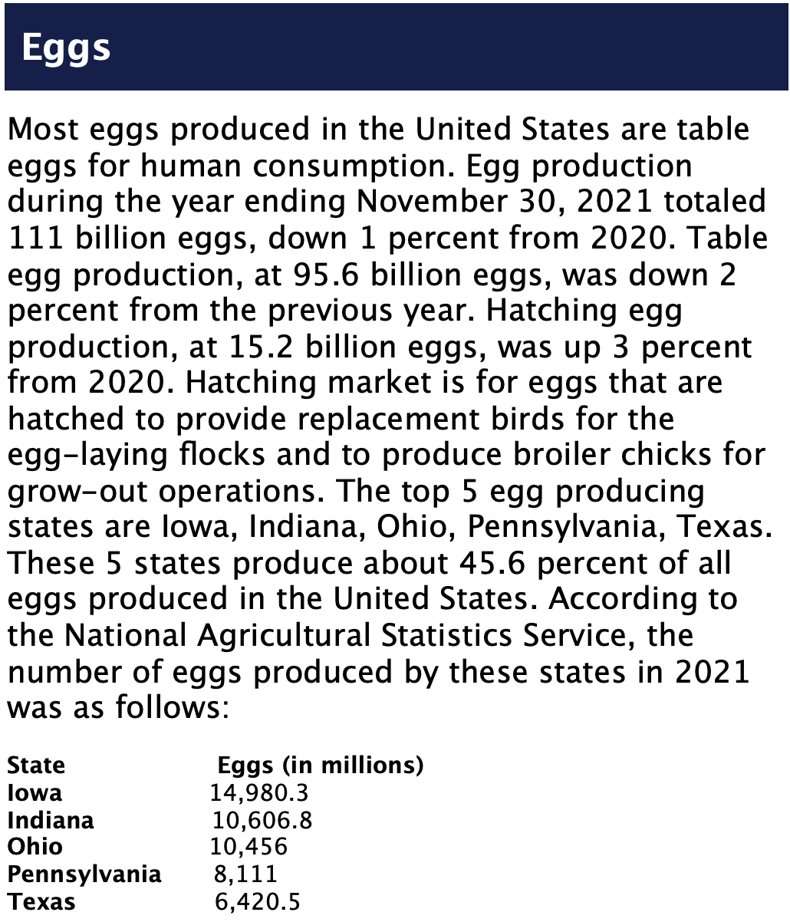 Eggs
Most eggs produced in the United States are table
eggs for human consumption. Egg production
during the year ending November 30, 2021 totaled
111 billion eggs, down 1 percent from 2020. Table
egg production, at 95.6 billion eggs, was down 2
percent from the previous year. Hatching egg
production, at 15.2 billion eggs, was up 3 percent
from 2020. Hatching market is for eggs that are
hatched to provide replacement birds for the
egg-laying flocks and to produce broiler chicks for
grow-out operations. The top 5 egg producing
states are Iowa, Indiana, Ohio, Pennsylvania, Texas.
These 5 states produce about 45.6 percent of all
eggs produced in the United States. According to
the National Agricultural Statistics Service, the
number of eggs produced by these states in 2021
was as follows:
State Eggs (in millions)
Iowa 14,980.3
Indiana 10,606.8
Ohio 10,456
Pennsylvania 8,111
Texas 6,420.5